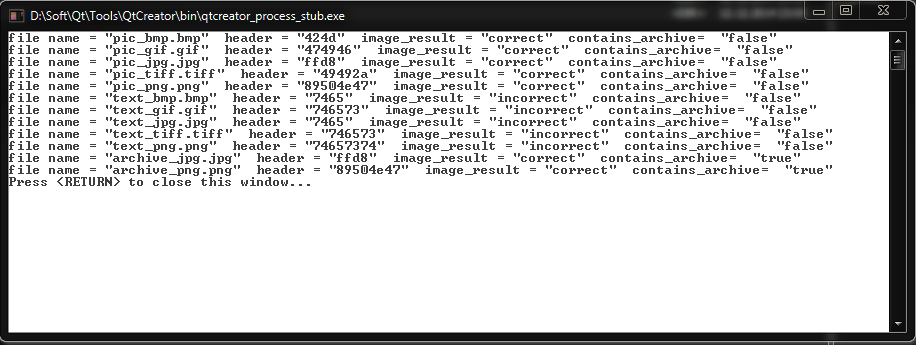 D:\Soft\Qt\Tools\QtCreator\bin\qtcreator_process_stub.exe
file name = "pic_bmp.bmp"  header = "424d"  image_result = "correct"  contains_archive=  "false"
file name = "pic_gif.gif"  header = "474946"  image_result = "correct"  contains_archive=  "false"
file name = "pic_jpg.jpg"  header = "ffd8"  image_result = "correct"  contains_archive=  "false"
file name = "pic_tiff.tiff"  header = "49492a"  image_result = "correct"  contains_archive=  "false"
file name = "pic_png.png"  header = "89504e47"  image_result = "correct"  contains_archive=  "false"
file name = "text_bmp.bmp"  header = "7465"  image_result = "incorrect"  contains_archive=  "false"
file name = "text_gif.gif"  header = "746573"  image_result = "incorrect"  contains_archive=  "false"
file name = "text_jpg.jpg"  header = "7465"  image_result = "incorrect"  contains_archive=  "false"
file name = "text_tiff.tiff"  header = "746573"  image_result = "incorrect"  contains_archive=  "false"
file name = "text_png.png"  header = "74657374"  image_result = "incorrect"  contains_archive=  "false"
file name = "archive_jpg.jpg"  header = "ffd8"  image_result = "correct"  contains_archive=  "true"
file name = "archive_png.png"  header = "89504e47"  image_result = "correct"  contains_archive=  "true"
Press <RETURN> to close this window...